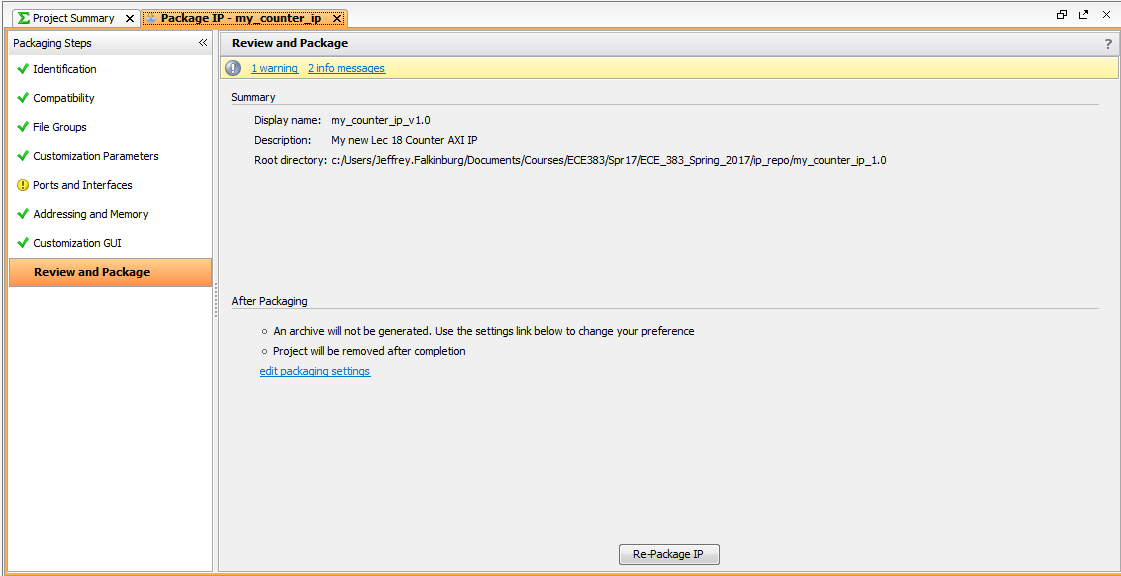 Project Summary
Package IP - my_counter_ip
Packaging Steps
Identification
Compatibility
File Groups
Customization Parameters
Ports and Interfaces
Addressing and Memory
Customization GUI
Review and Package
Review and Package
?
1 warning 2 info messages
Summary
Display name: my_counter_ip_v1.0
Description: My new Lec 18 Counter AXI IP
Root directory: c:/Users/Jeffrey.Falkinburg/Documents/Courses/ECE383/Spr17/ECE_383_Spring_2017/ip_repo/my_counter_ip_1.0
After Packaging
An archive will not be generated. Use the settings link below to change your preference
Project will be removed after completion
edit packaging settings
Re-Package IP